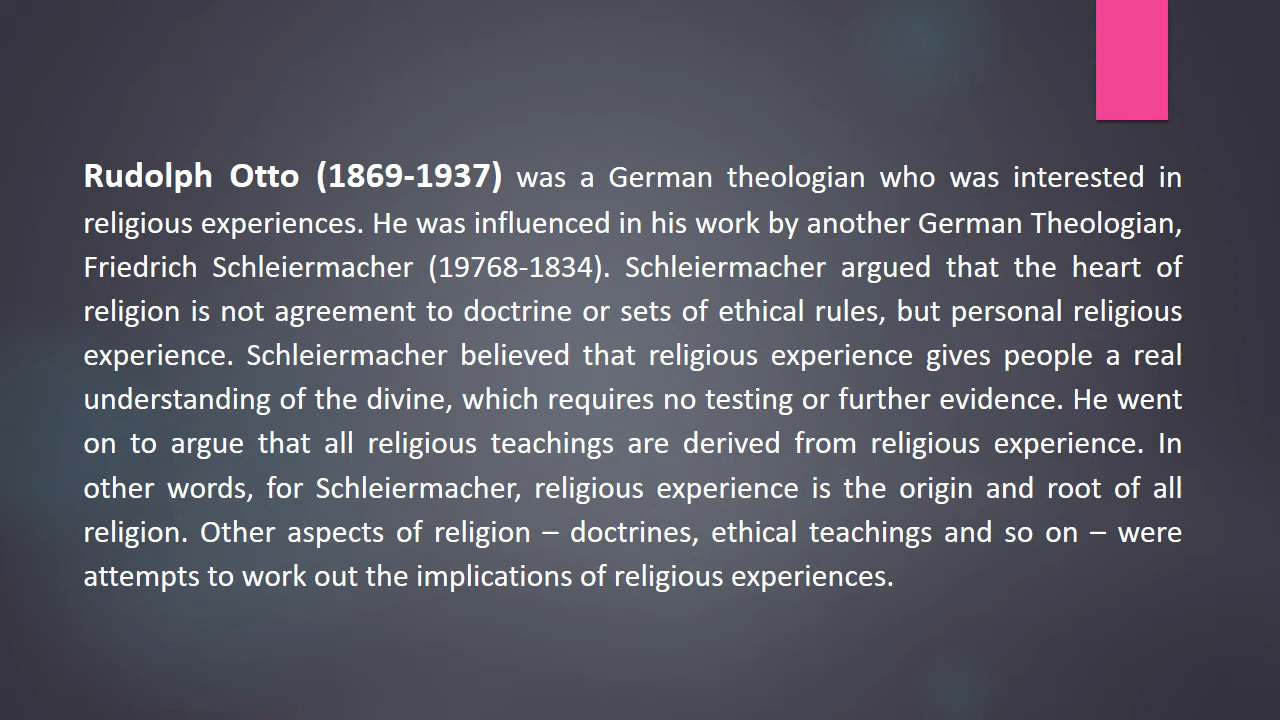 Rudolph Otto (1869-1937) was a German theologian who was interested in
religious experiences. He was influenced in his work by another German Theologian,
Friedrich Schleiermacher (19768-1834). Schleiermacher argued that the heart of
religion is not agreement to doctrine or sets of ethical rules, but personal religious
experience. Schleiermacher believed that religious experience gives people a real
understanding of the divine, which requires no testing or further evidence. He went
on to argue that all religious teachings are derived from religious experience. In
other words, for Schleiermacher, religious experience is the origin and root of all
religion. Other aspects of religion – doctrines, ethical teachings and so on – were
attempts to work out the implications of religious experiences.